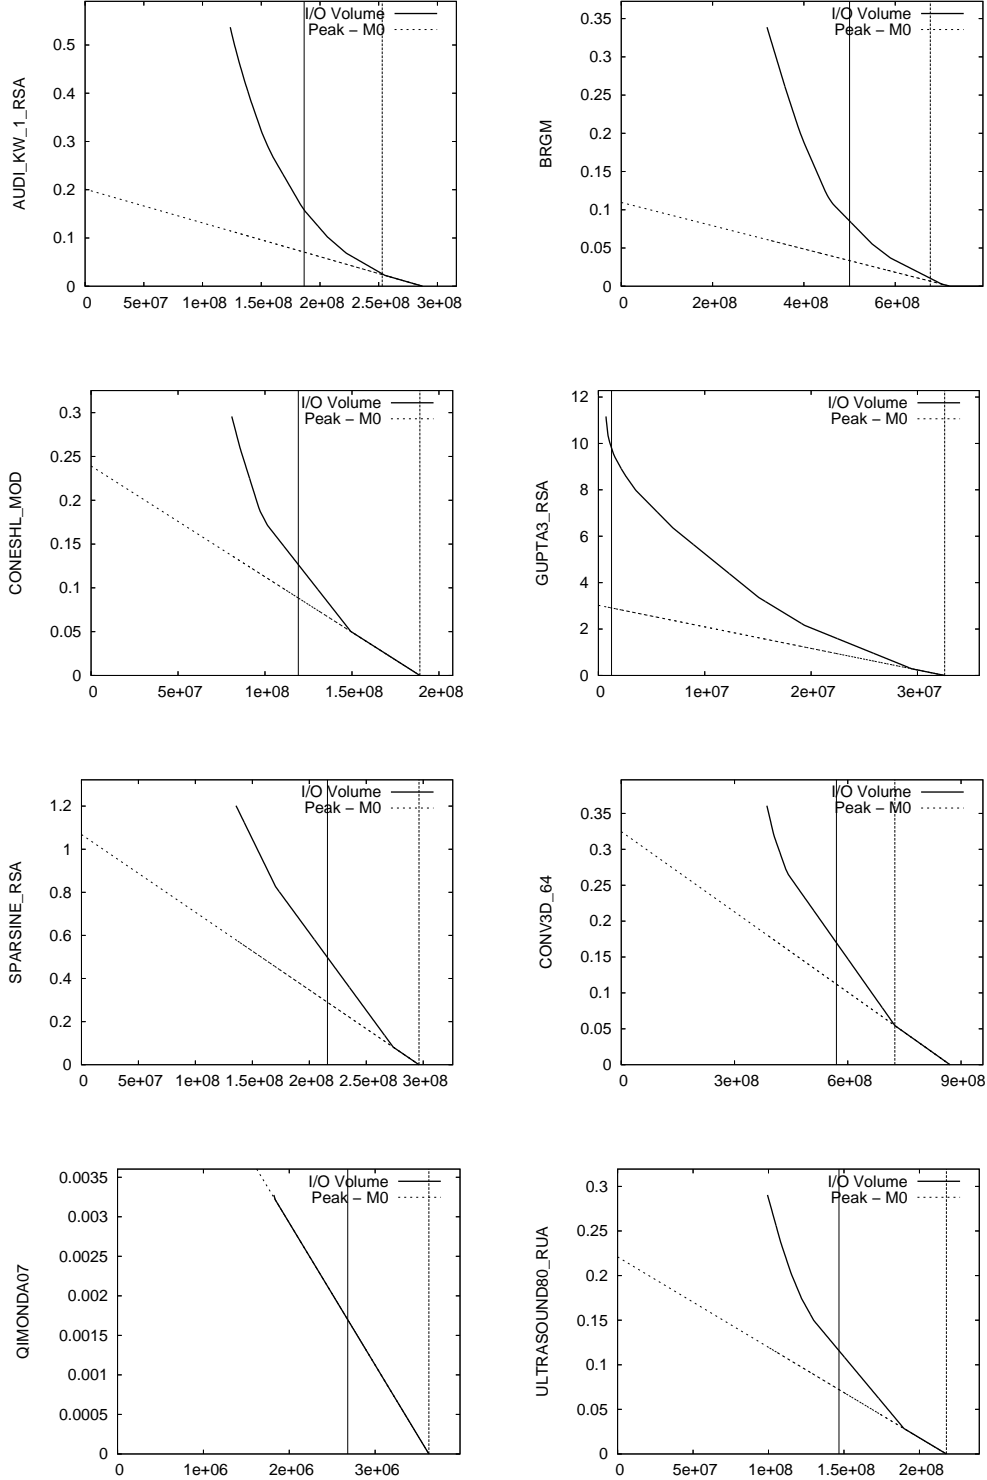 I/O Volume
Peak – M0
0.5
0.4
0.3
0.2
0.1
0
AUDI_KW_1_RSA
0 5e+07 1e+08 1.5e+08 2e+08 2.5e+08 3e+08
I/O Volume
Peak – M0
0.35
0.3
0.25
0.2
0.15
0.1
0.05
0
BRGM
0 2e+08 4e+08 6e+08
I/O Volume
Peak – M0
0.3
0.25
0.2
0.15
0.1
0.05
0
CONESHL_MOD
0 5e+07 1e+08 1.5e+08 2e+08
I/O Volume
Peak – M0
12
10
8
6
4
2
0
GUPTA3_RSA
0 1e+07 2e+07 3e+07
I/O Volume
Peak – M0
1.2
1
0.8
0.6
0.4
0.2
0
SPARSINE_RSA
0 5e+07 1e+08 1.5e+08 2e+08 2.5e+08 3e+08
I/O Volume
Peak – M0
0.35
0.3
0.25
0.2
0.15
0.1
0.05
0
CONV3D_64
0 3e+08 6e+08 9e+08
I/O Volume
Peak – M0
0.0035
0.003
0.0025
0.002
0.0015
0.001
0.0005
0
QIMONDA07
0 1e+06 2e+06 3e+06
I/O Volume
Peak – M0
0.3
0.25
0.2
0.15
0.1
0.05
0
ULTRASOUND80_RUA
0 5e+07 1e+08 1.5e+08 2e+08